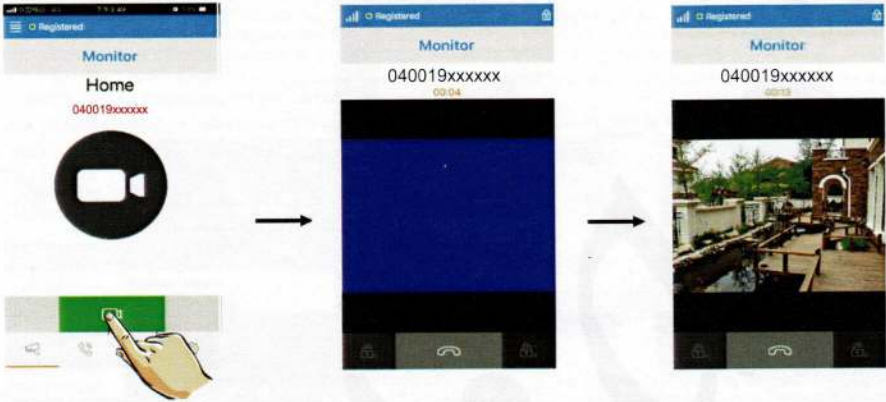 Registered
Monitor
Home
040019xxxxxx
Registered
Monitor
040019xxxxxx
00:04
Registered
Monitor
040019xxxxxx
00:13